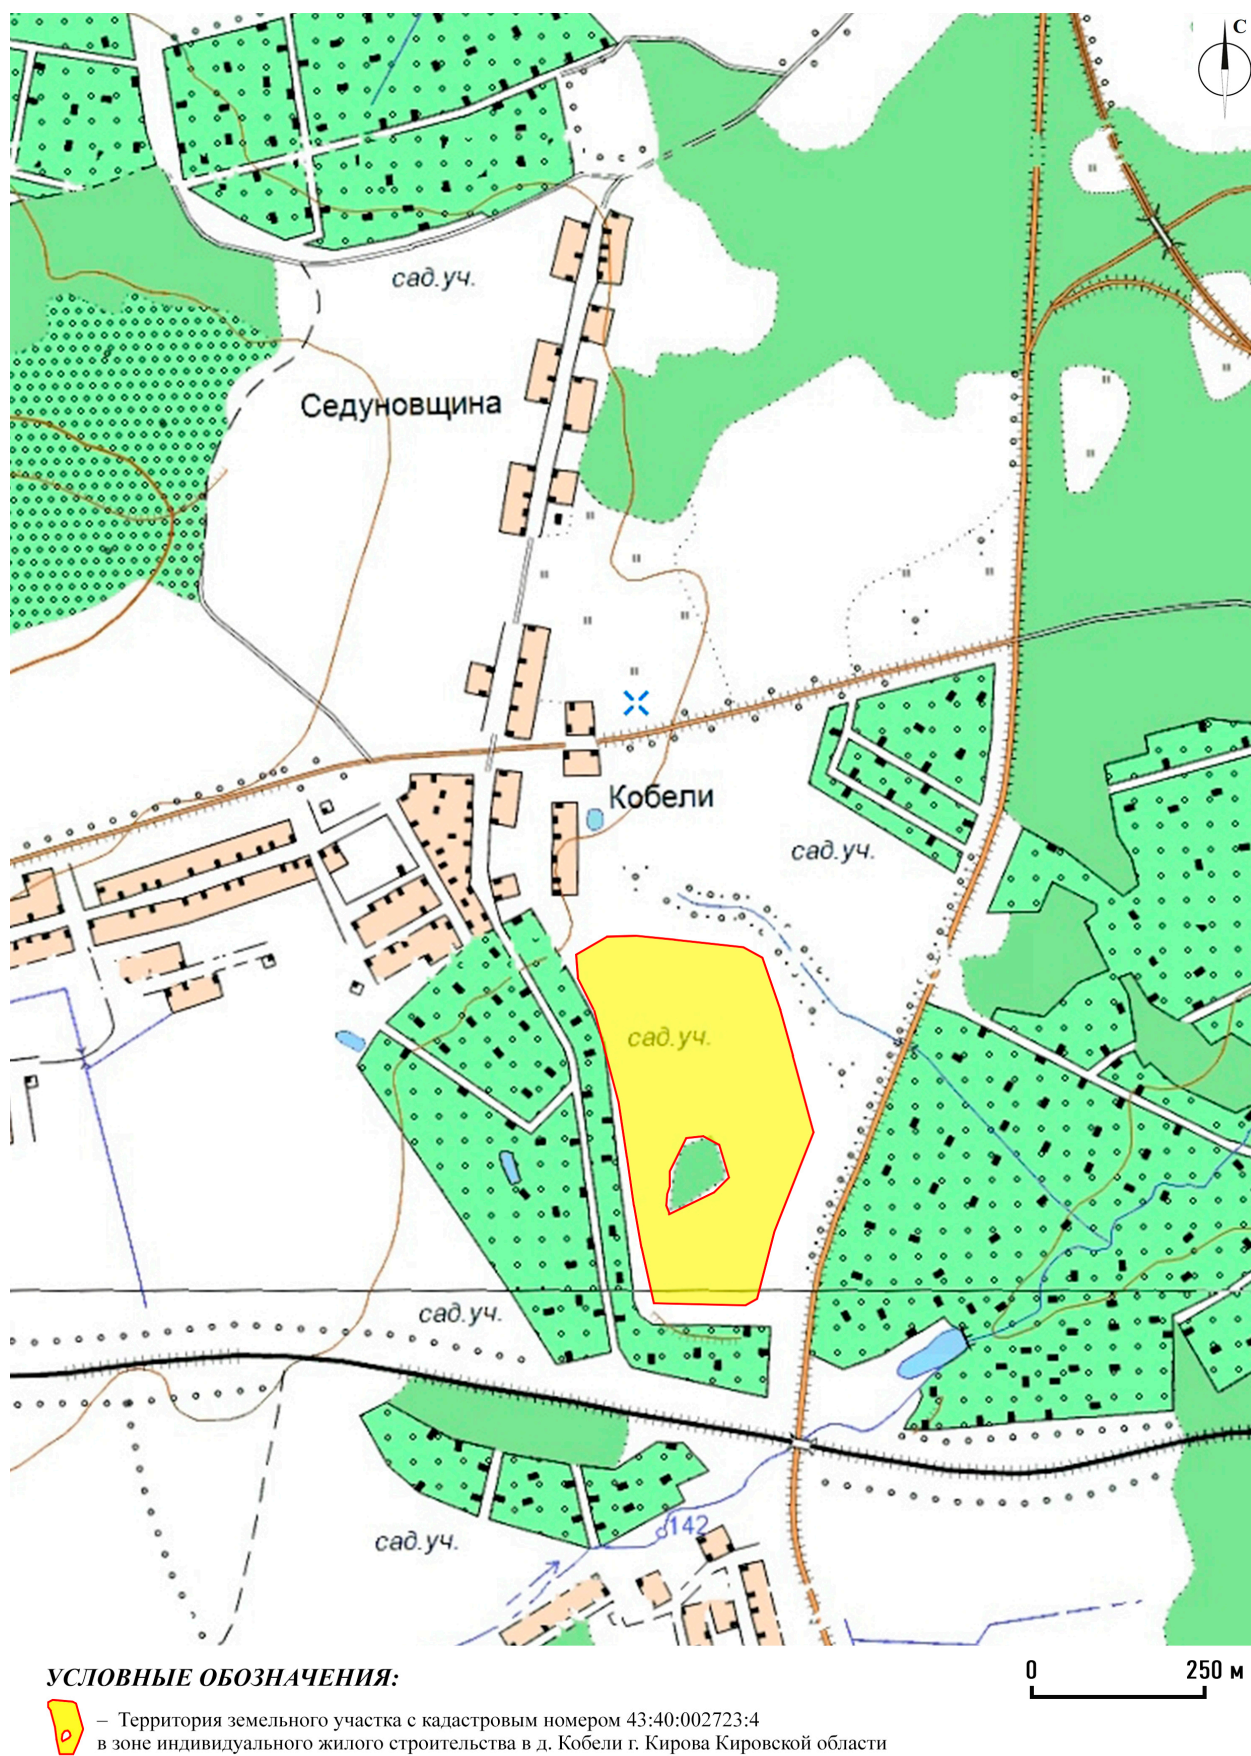 С
сад.уч.
Седуновщина
Кобели
сад.уч.
сад.уч.
сад.уч.
142
сад.уч.
УСЛОВНЫЕ ОБОЗНАЧЕНИЯ:
0 250 м
– Территория земельного участка с кадастровым номером 43:40:002723:4
в зоне индивидуального жилого строительства в д. Кобели г. Кирова Кировской области